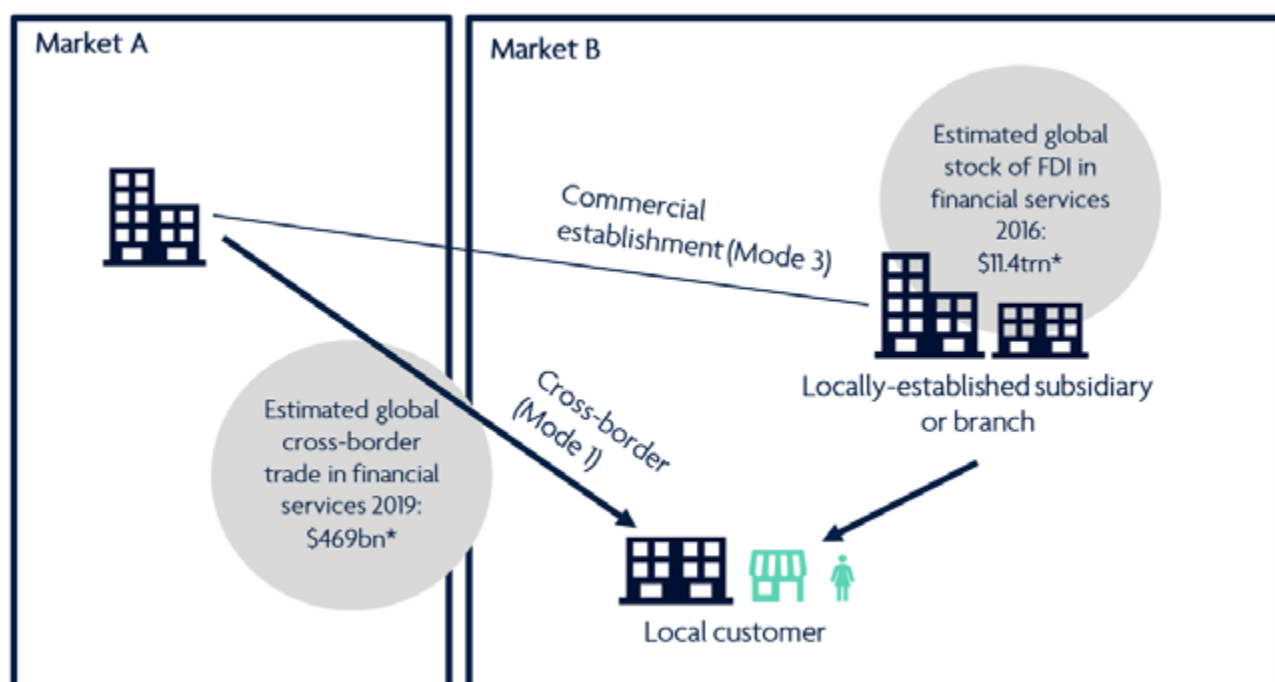 Market A
Market B
Estimated global
stock of FDI in
financial services
2016:
$11.4trn*
Commercial
establishment (Mode 3)
Locally-established subsidiary
or branch
Cross-border
(Mode 1)
Estimated global
cross-border
trade in financial
services 2019:
$469bn*
Local customer